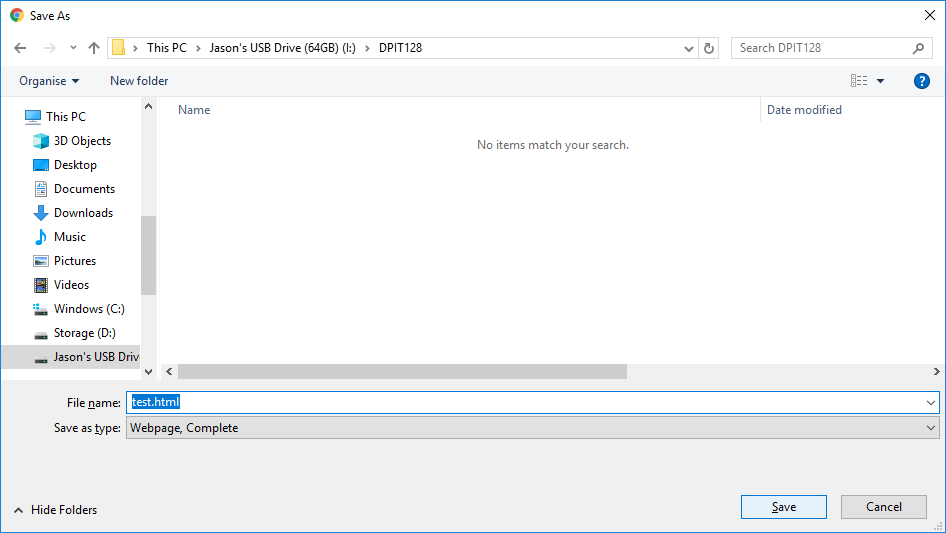 Save As
This PC > Jason's USB Drive (64GB) (I:) > DPIT128
Search DPIT128
Organise
New folder
?
Name
Date modified
This PC
3D Objects
Desktop
Documents
Downloads
Music
Pictures
Videos
Windows (C:)
Storage (D:)
Jason's USB Driv
No items match your search.
File name: test.html
Save as type: Webpage, Complete
Hide Folders
Save
Cancel